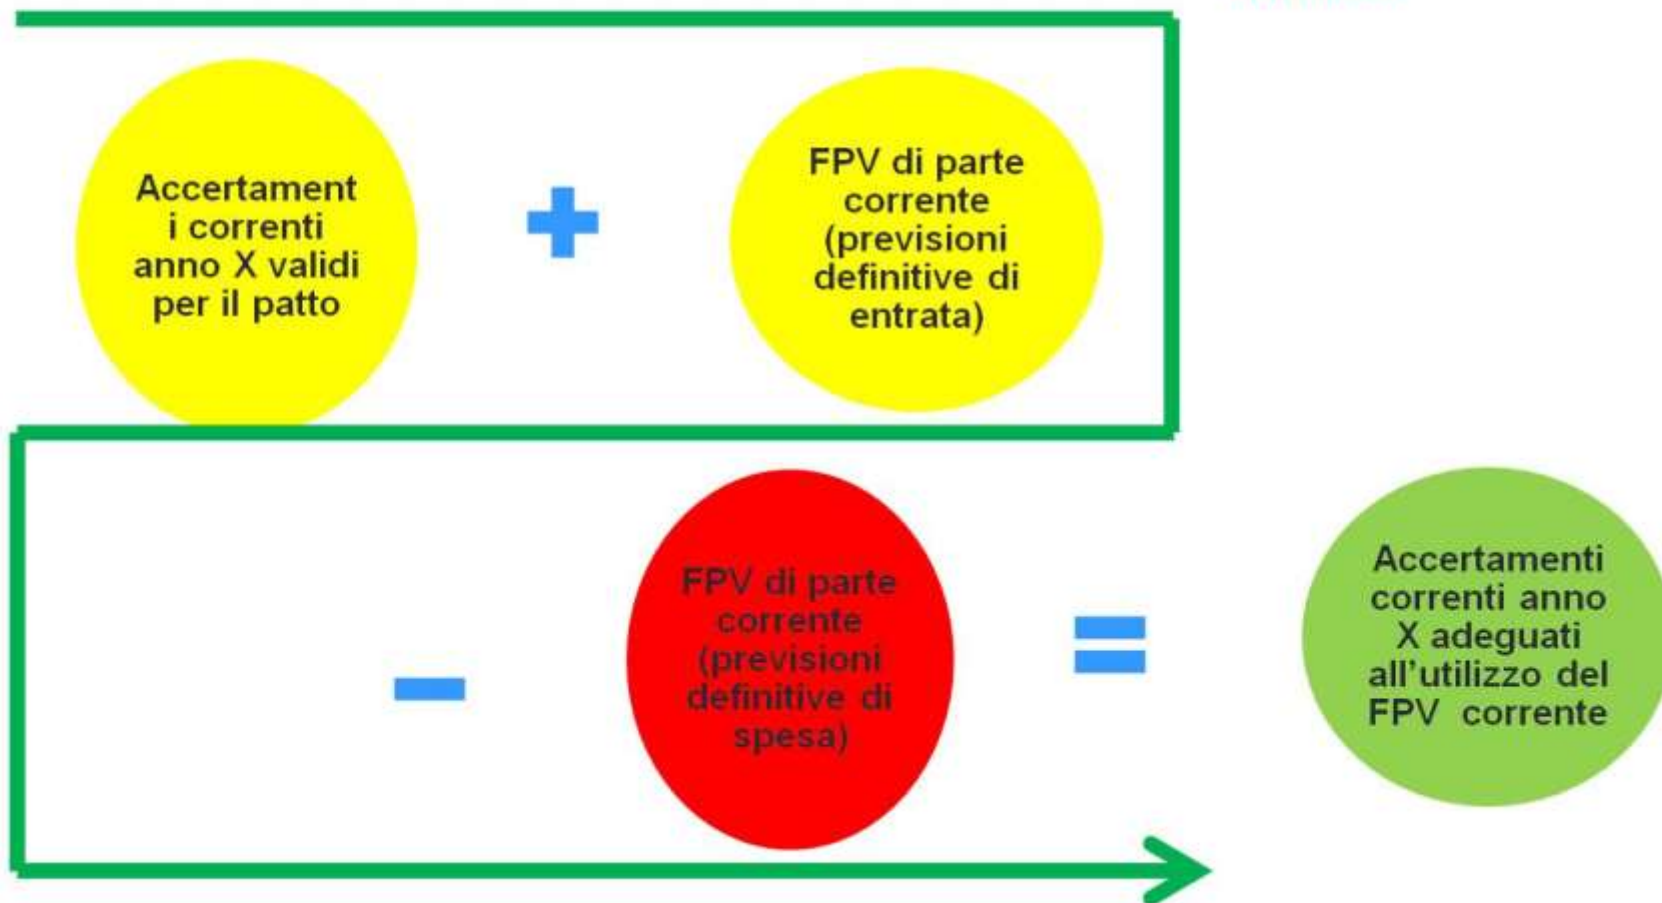 Accertament
i correnti
anno X validi
per il patto
FPV di parte
corrente
(previsioni
definitive di
entrata)
FPV di parte
corrente
(previsioni
definitive di
spesa)
Accertamenti
correnti anno
X adeguati
all’utilizzo del
FPV corrente